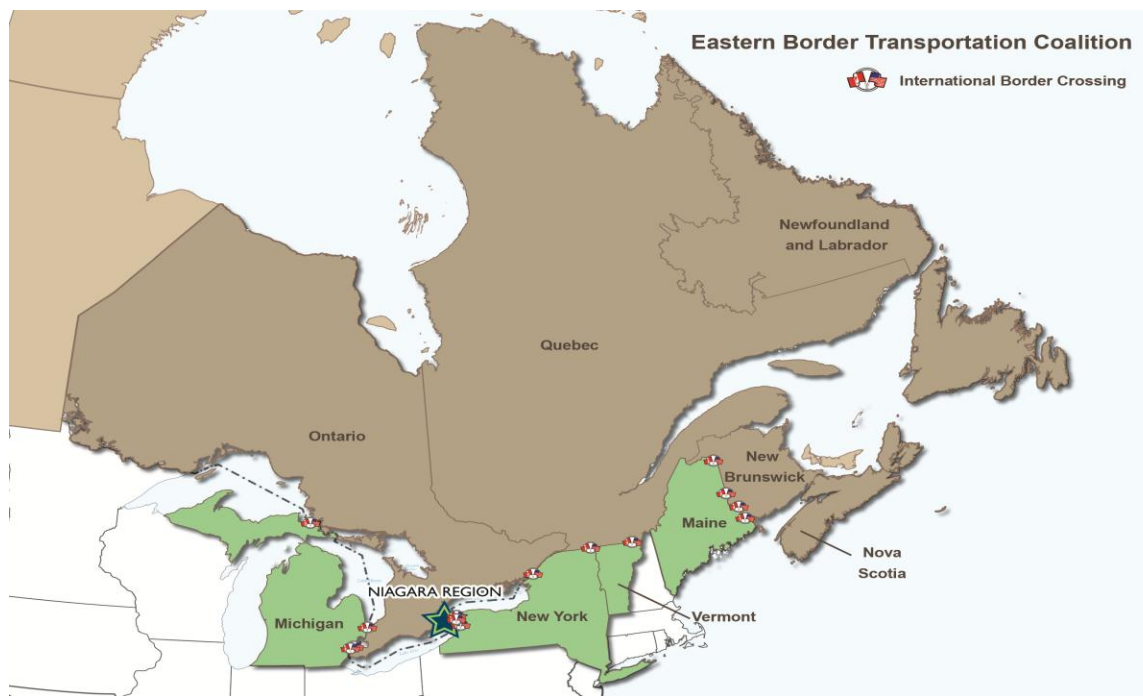 Eastern Border Transportation Coalition
International Border Crossing
Newfoundland
and Labrador
Quebec
Ontario
New
Brunswick
Maine
Nova
Scotia
NIAGARA REGION
Michigan
New York
Vermont